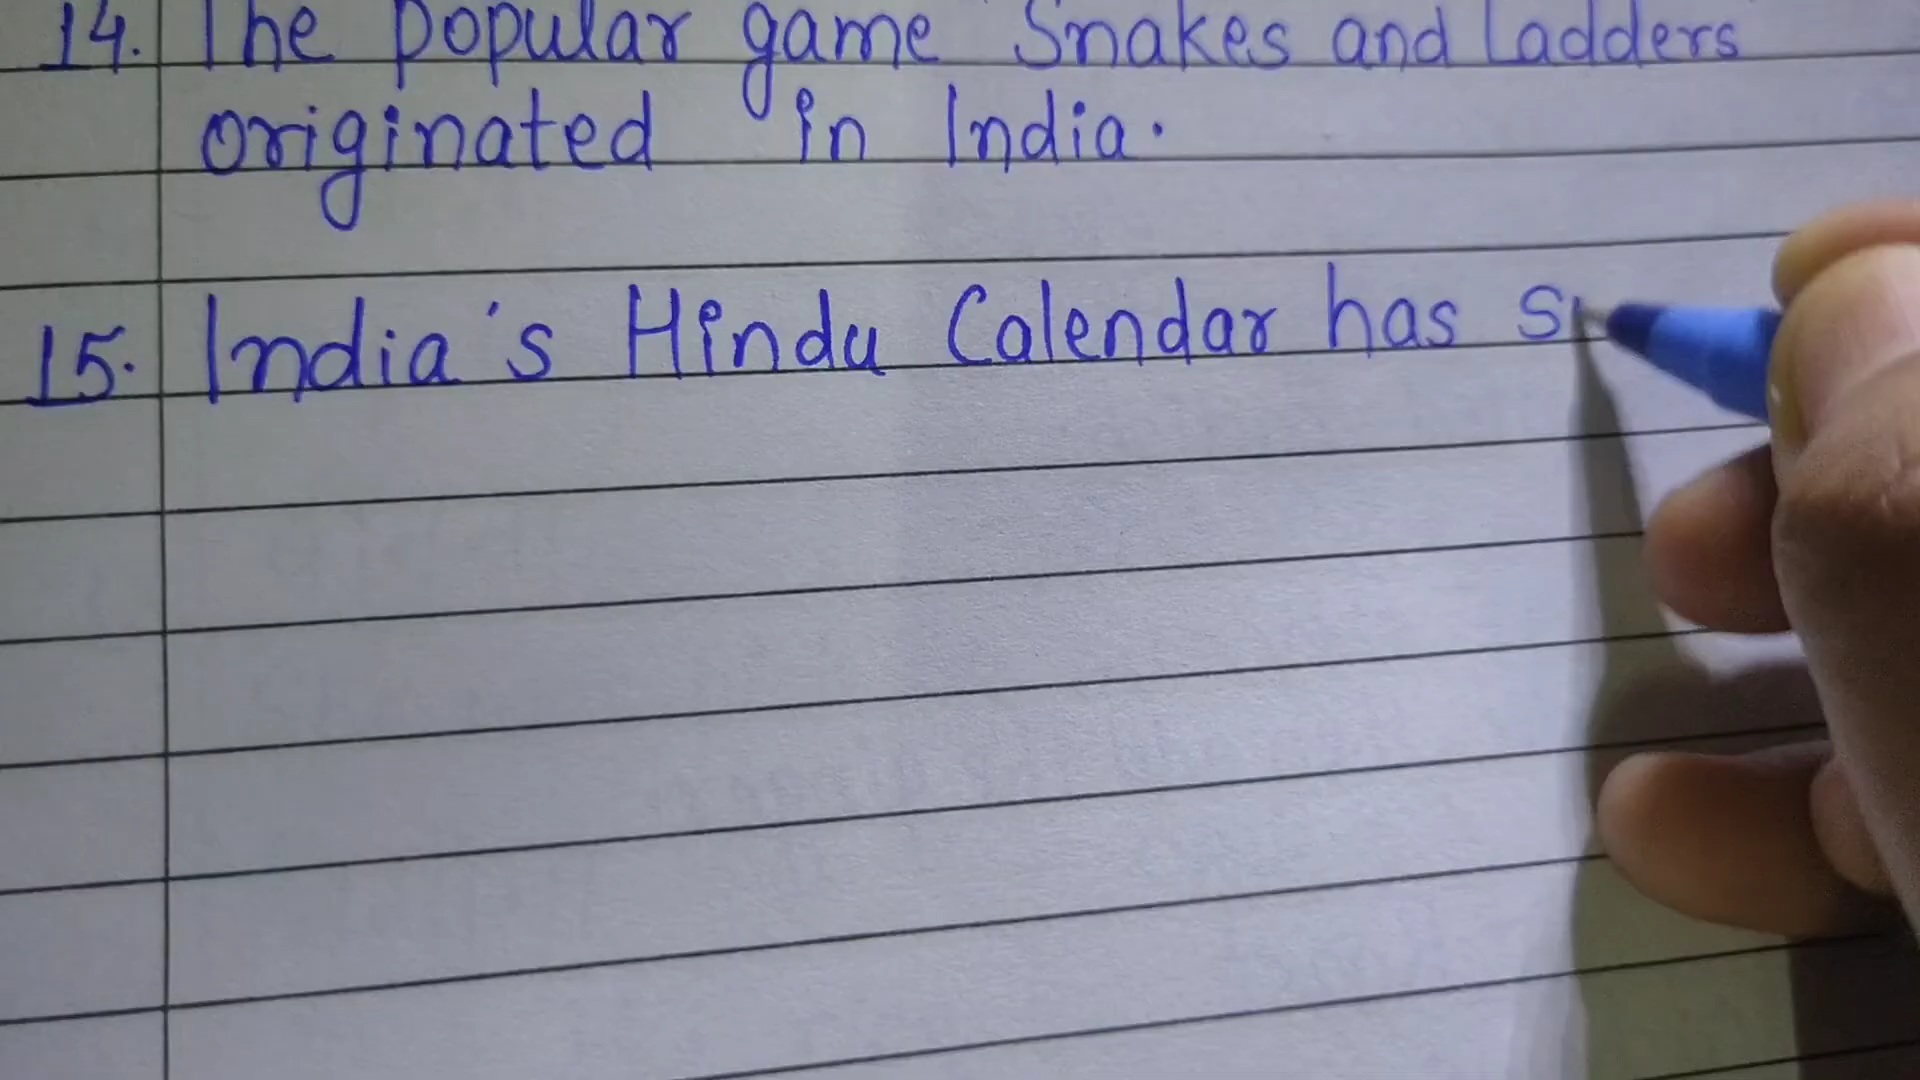 14. The popular game Snakes and Ladders
originated in India.
15. India's Hindu Calendar has